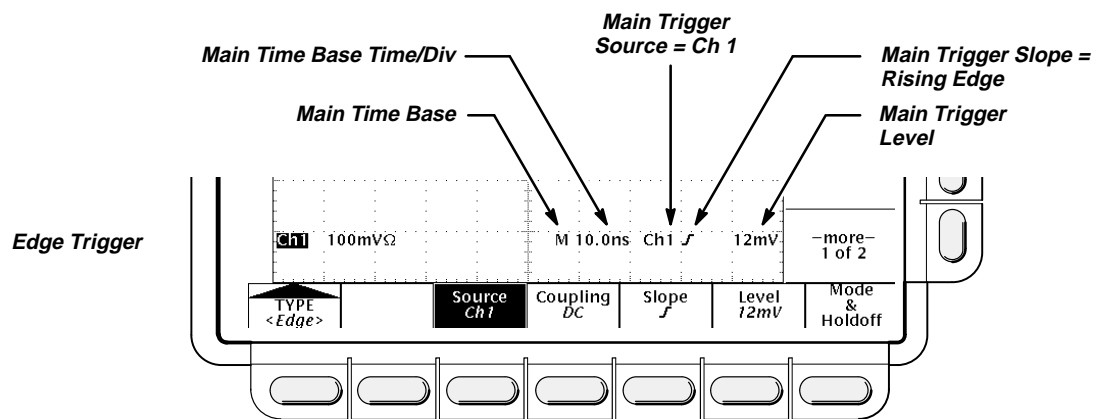 Main Trigger
Source = Ch 1
Main Time Base Time/Div
Main Trigger Slope =
Rising Edge
Main Time Base
Main Trigger
Level
Edge Trigger
Ch1 100mVΩ M 10.0ns Ch1 12mV
–more–
1 of 2
TYPE
<Edge>
Source
Ch1
Coupling
DC
Slope
Level
12mV
Mode
&
Holdoff